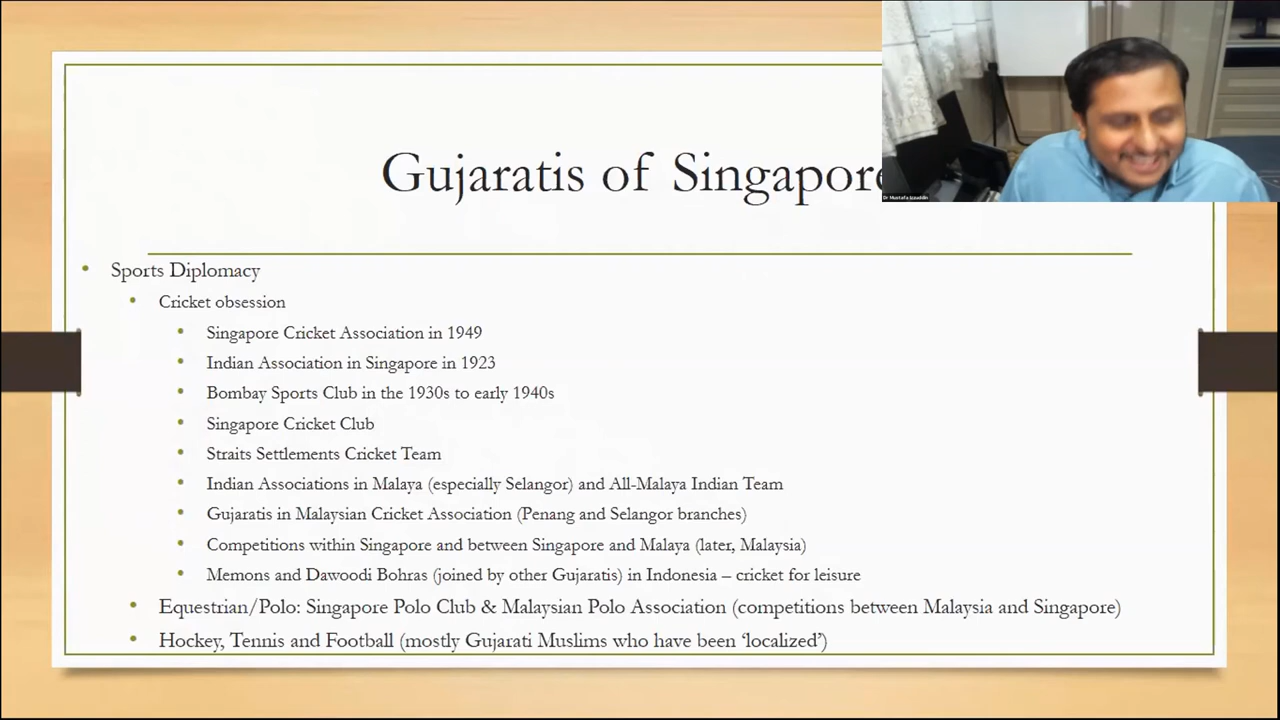 Gujaratis of Singapore
Dr Mustafa Izzuddin
• Sports Diplomacy
• Cricket obsession
• Singapore Cricket Association in 1949
• Indian Association in Singapore in 1923
• Bombay Sports Club in the 1930s to early 1940s
• Singapore Cricket Club
• Straits Settlements Cricket Team
• Indian Associations in Malaya (especially Selangor) and All-Malaya Indian Team
• Gujaratis in Malaysian Cricket Association (Penang and Selangor branches)
• Competitions within Singapore and between Singapore and Malaya (later, Malaysia)
• Memons and Dawoodi Bohras (joined by other Gujaratis) in Indonesia – cricket for leisure
• Equestrian/Polo: Singapore Polo Club & Malaysian Polo Association (competitions between Malaysia and Singapore)
• Hockey, Tennis and Football (mostly Gujarati Muslims who have been ‘localized’)